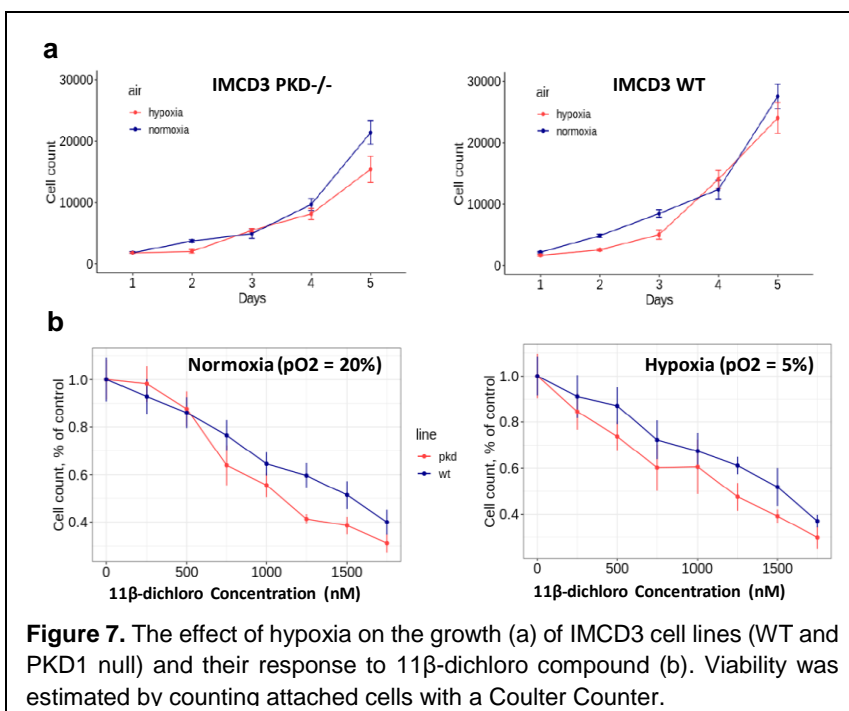 a
IMCD3 PKD-/-
30000
20000
10000
0
Cell count
air
hypoxia
normoxia
1 2 3 4 5
Days
IMCD3 WT
30000
20000
10000
0
Cell count
air
hypoxia
normoxia
1 2 3 4 5
Days
b
Normoxia (pO2 = 20%)
1.0
0.8
0.6
0.4
Cell count, % of control
0 500 1000 1500
11β-dichloro Concentration (nM)
line
pkd
wt
Hypoxia (pO2 = 5%)
1.0
0.8
0.6
0.4
Cell count, % of control
0 500 1000 1500
11β-dichloro Concentration (nM)
Figure 7. The effect of hypoxia on the growth (a) of IMCD3 cell lines (WT and
PKD1 null) and their response to 11β-dichloro compound (b). Viability was
estimated by counting attached cells with a Coulter Counter.